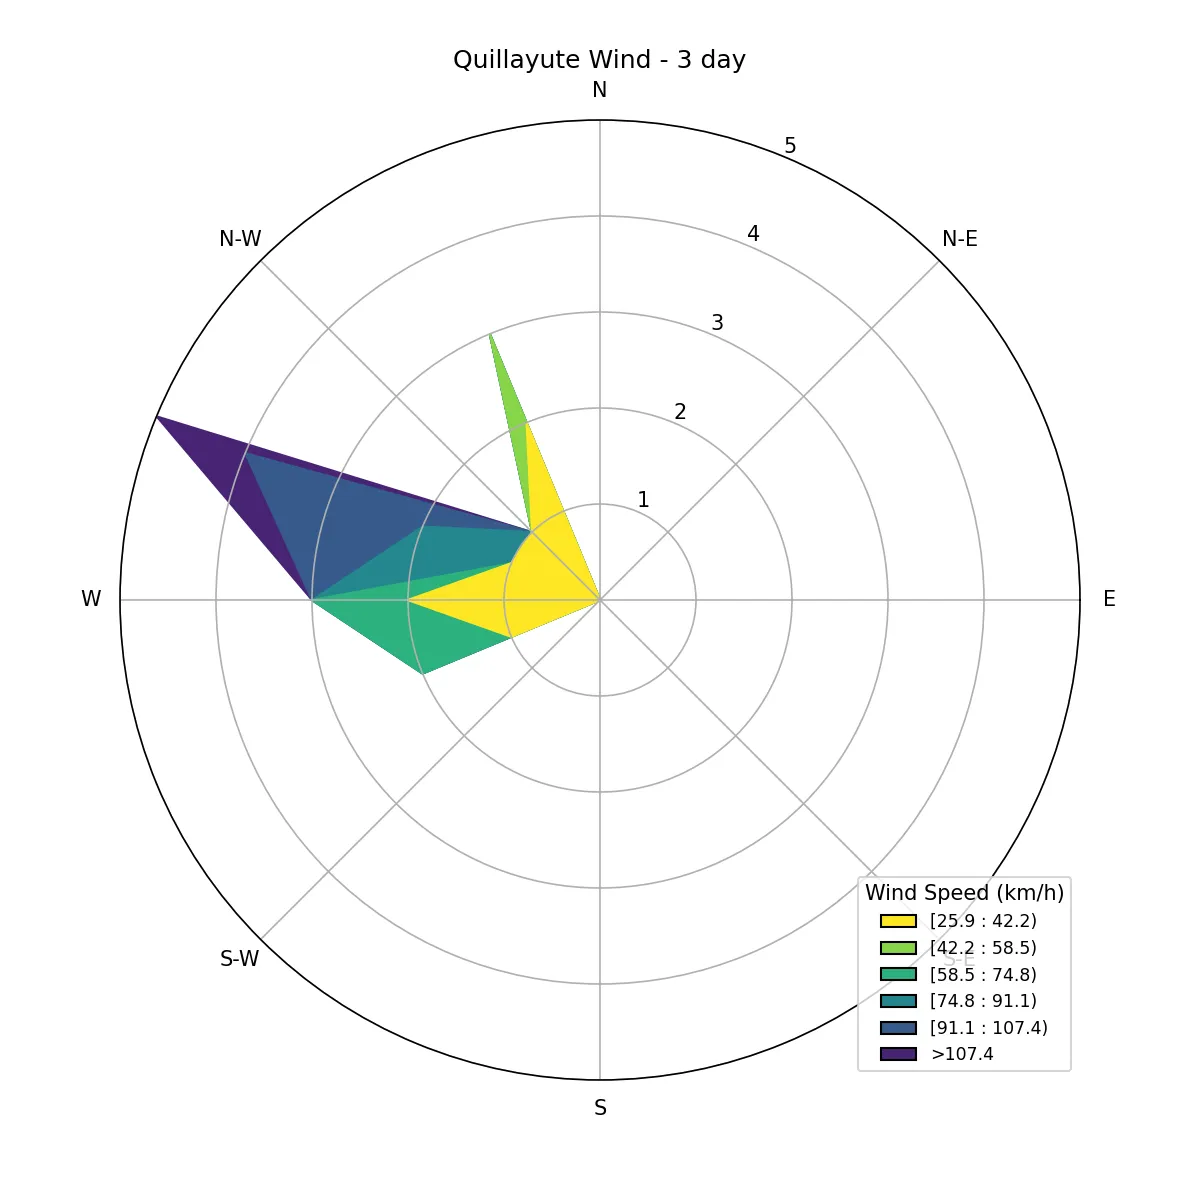 Quillayute Wind - 3 day
N
5
N-W
N-E
4
3
2
1
W
E
Wind Speed (km/h)
[25.9 : 42.2)
[42.2 : 58.5)
S-W
S-E
[58.5 : 74.8)
[74.8 : 91.1)
[91.1 : 107.4)
>107.4
S